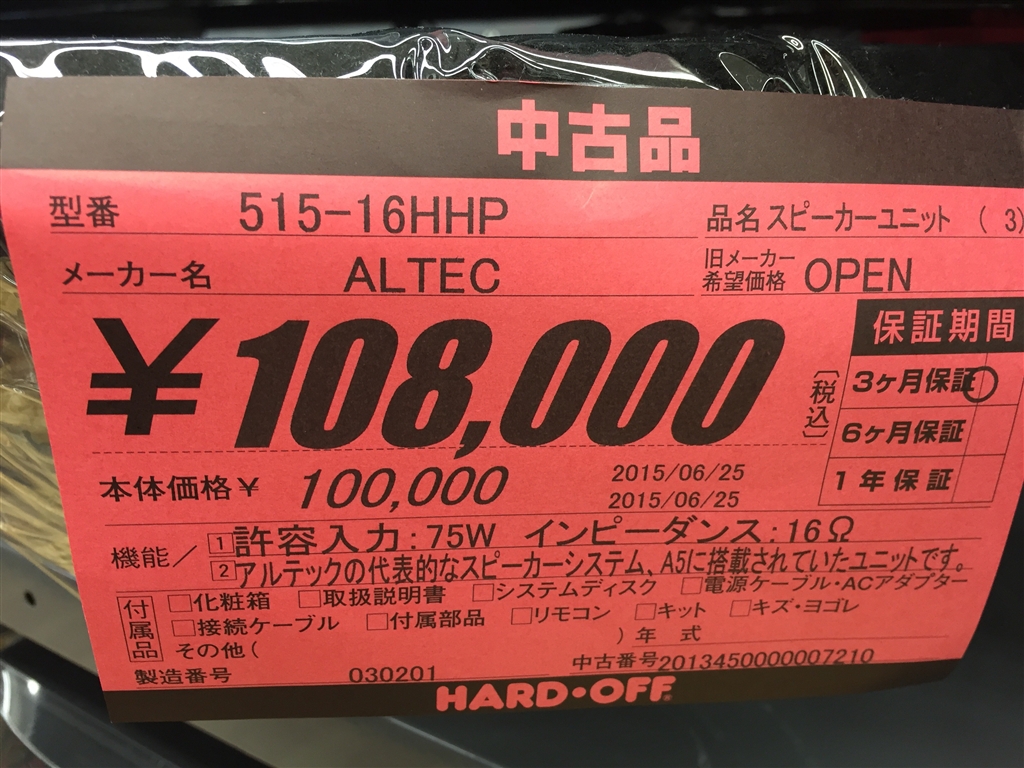 中古品
型番 515-16HHP 品名 スピーカーユニット ( 3)
メーカー名 ALTEC 旧メーカー希望価格 OPEN
¥108,000 〔税込〕
保証期間
3ヶ月保証 ○
6ヶ月保証
1年保証
本体価格¥ 100,000
2015/06/25
2015/06/25
機能/ 1 許容入力:75W インピーダンス:16Ω
2 アルテックの代表的なスピーカーシステム、A5に搭載されていたユニットです。
付属品 □化粧箱 □取扱説明書 □システムディスク □電源ケーブル・ACアダプター
□接続ケーブル □付属部品 □リモコン □キット □キズ・ヨゴレ
その他( )年 式
製造番号 030201 中古番号2013450000007210
HARD・OFF®